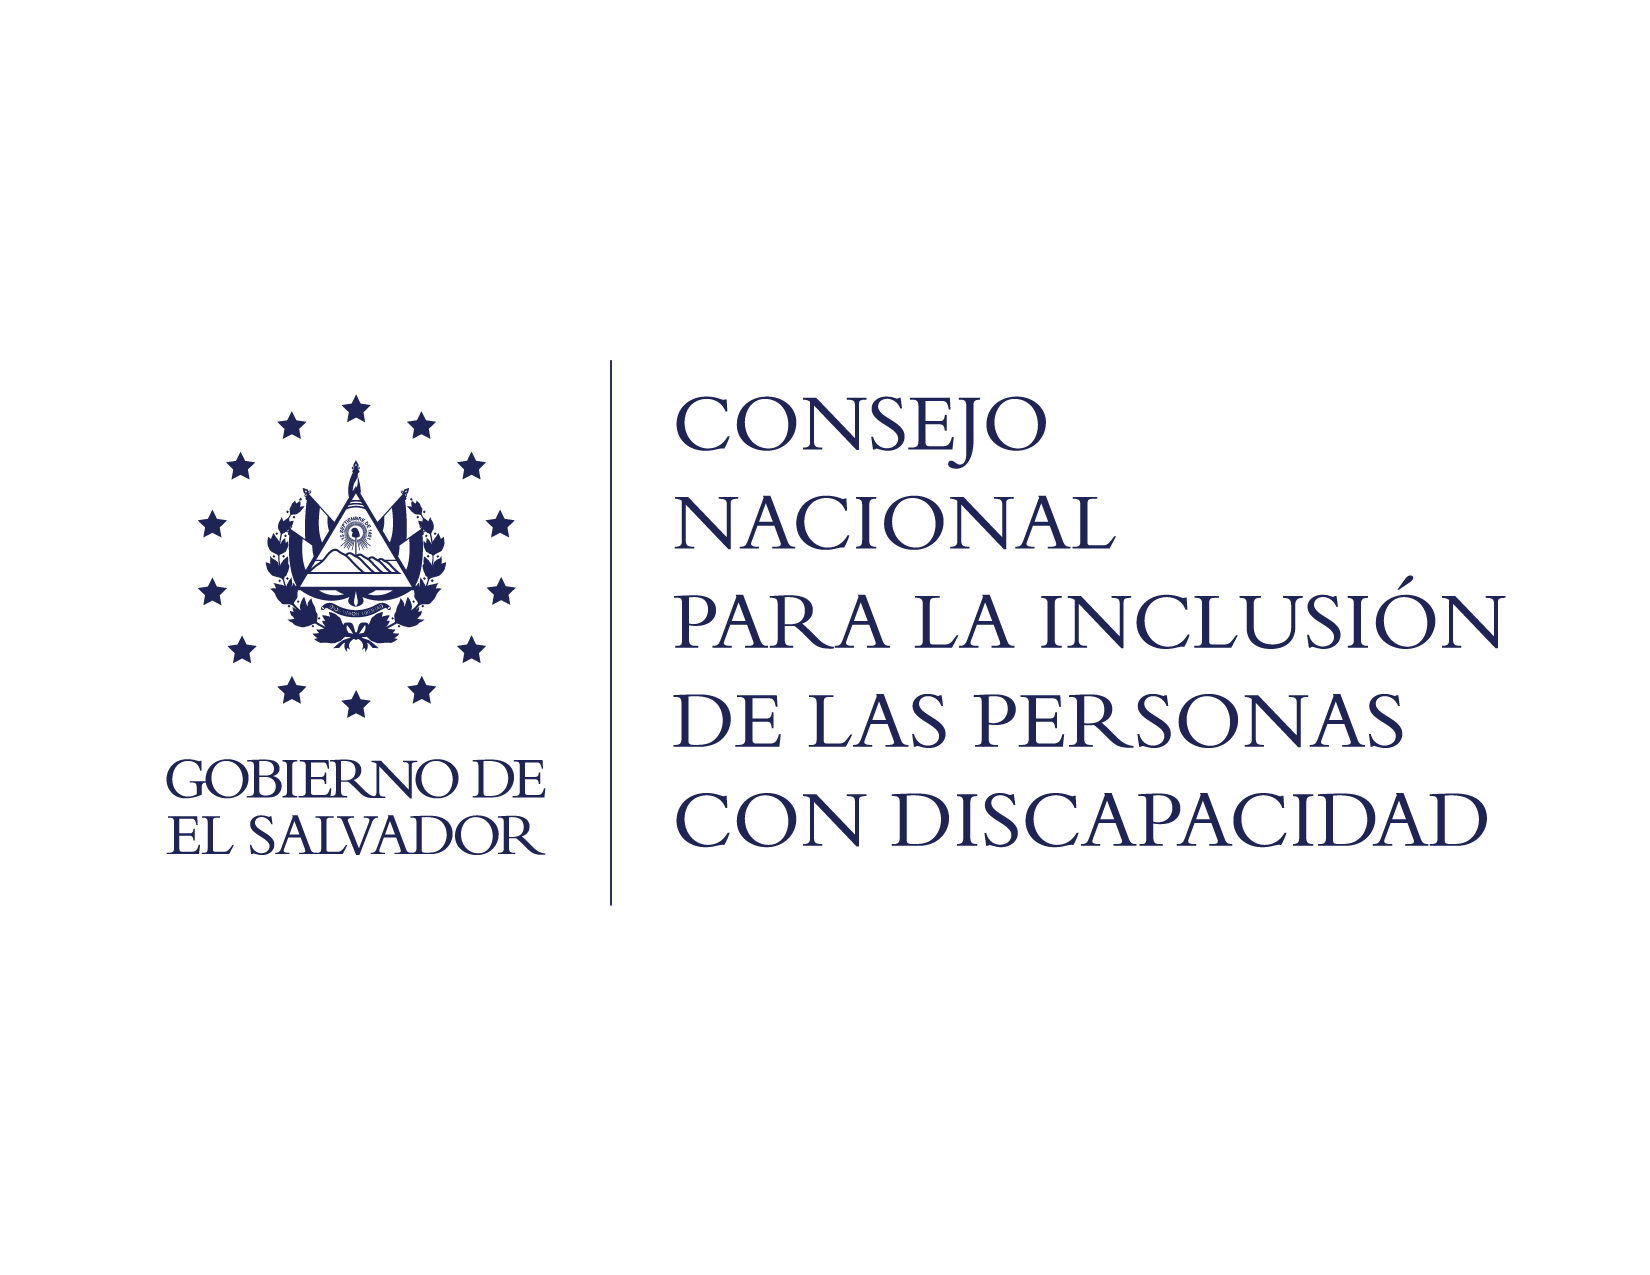 GOBIERNO DE
EL SALVADOR
CONSEJO
NACIONAL
PARA LA INCLUSIÓN
DE LAS PERSONAS
CON DISCAPACIDAD